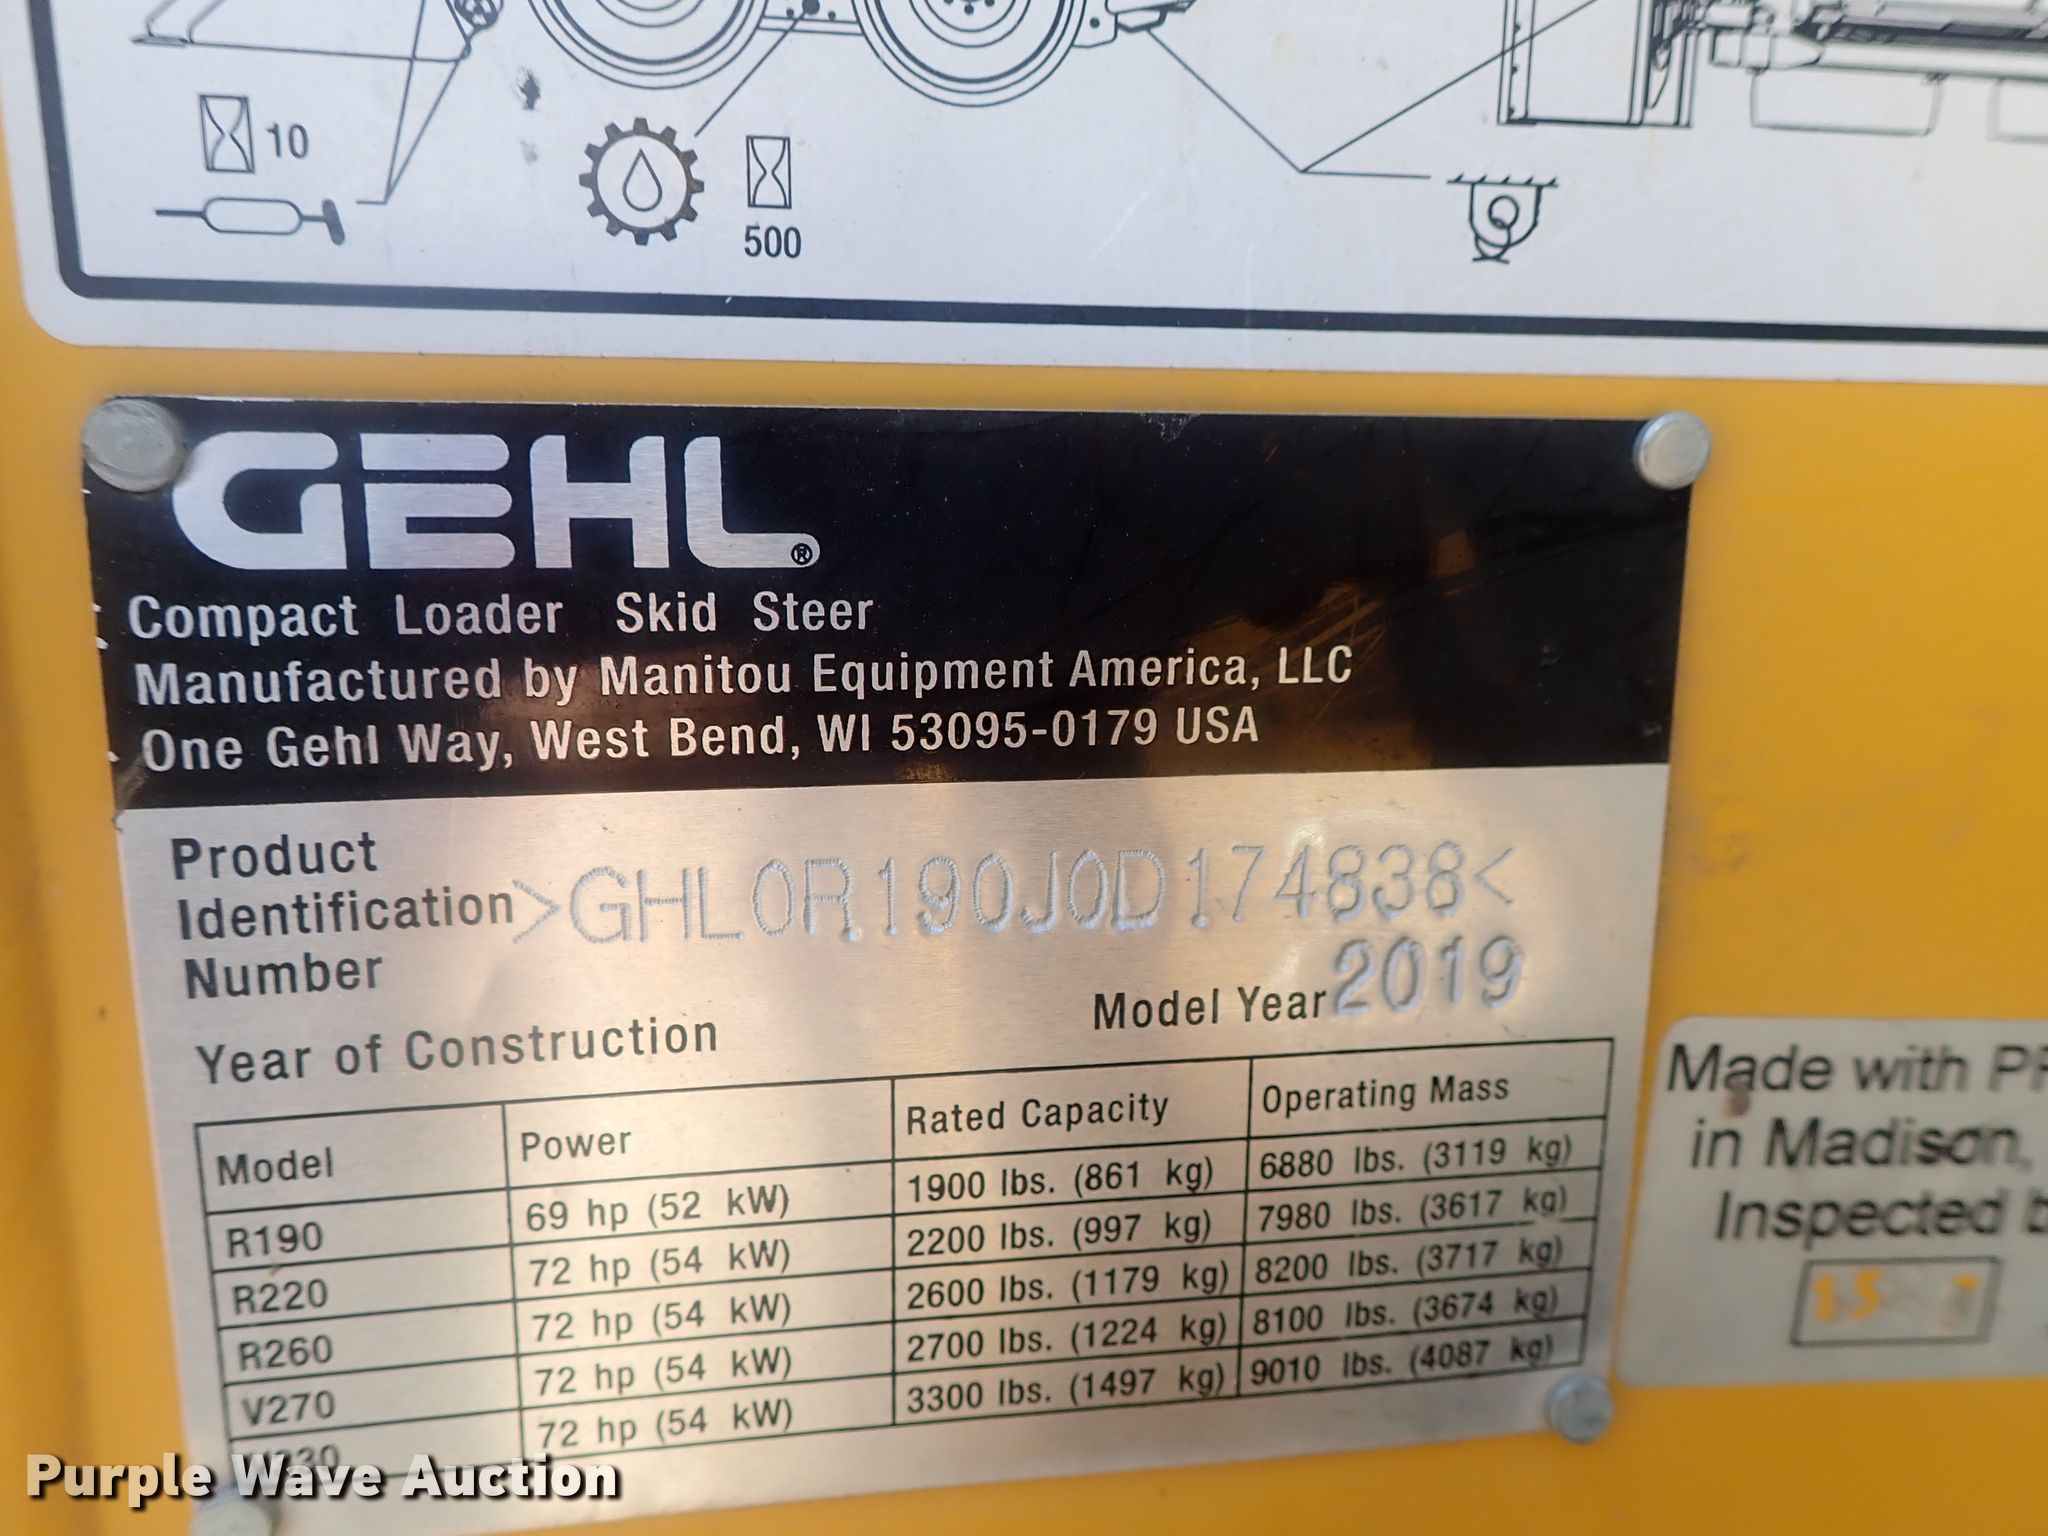 10
500
GEHL®
Compact Loader Skid Steer
Manufactured by Manitou Equipment America, LLC
One Gehl Way, West Bend, WI 53095-0179 USA
Product
Identification
Number
>GHL0R190J0D174838<
Year of Construction
Model Year 2019
Model Power Rated Capacity Operating Mass
R190 69 hp (52 kW) 1900 lbs. (861 kg) 6880 lbs. (3119 kg)
R220 72 hp (54 kW) 2200 lbs. (997 kg) 7980 lbs. (3617 kg)
R260 72 hp (54 kW) 2600 lbs. (1179 kg) 8200 lbs. (3717 kg)
V270 72 hp (54 kW) 2700 lbs. (1224 kg) 8100 lbs. (3674 kg)
72 hp (54 kW) 3300 lbs. (1497 kg) 9010 lbs. (4087 kg)
Made with
in Madison,
Inspected
Purple Wave Auction